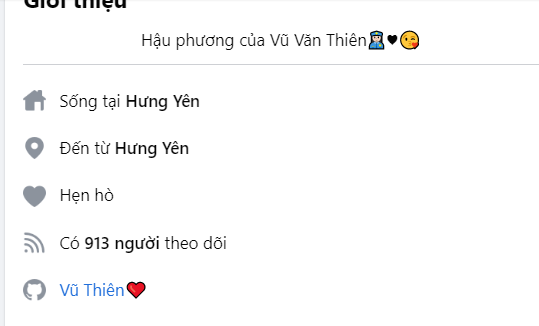 Giới thiệu
Hậu phương của Vũ Văn Thiên👮🏻‍♀️♥😘
Sống tại Hưng Yên
Đến từ Hưng Yên
Hẹn hò
Có 913 người theo dõi
Vũ Thiên❤️